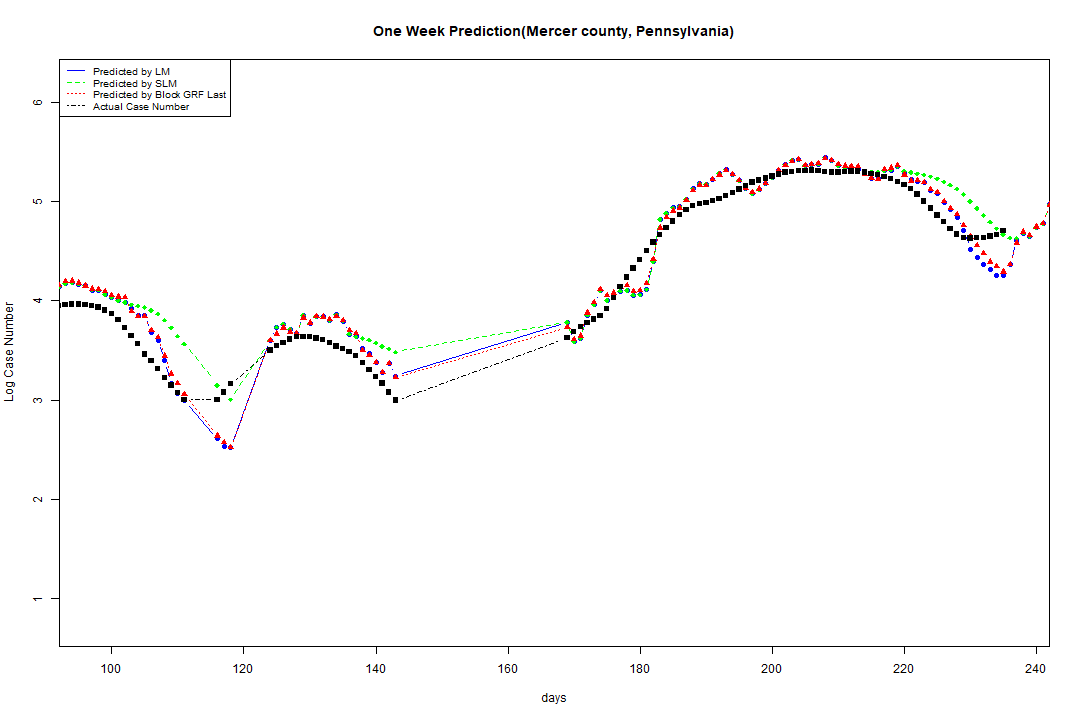 One Week Prediction(Mercer county, Pennsylvania)
Predicted by LM
Predicted by SLM
Predicted by Block GRF Last
Actual Case Number
6
5
4
3
2
1
Log Case Number
100 120 140 160 180 200 220 240
days